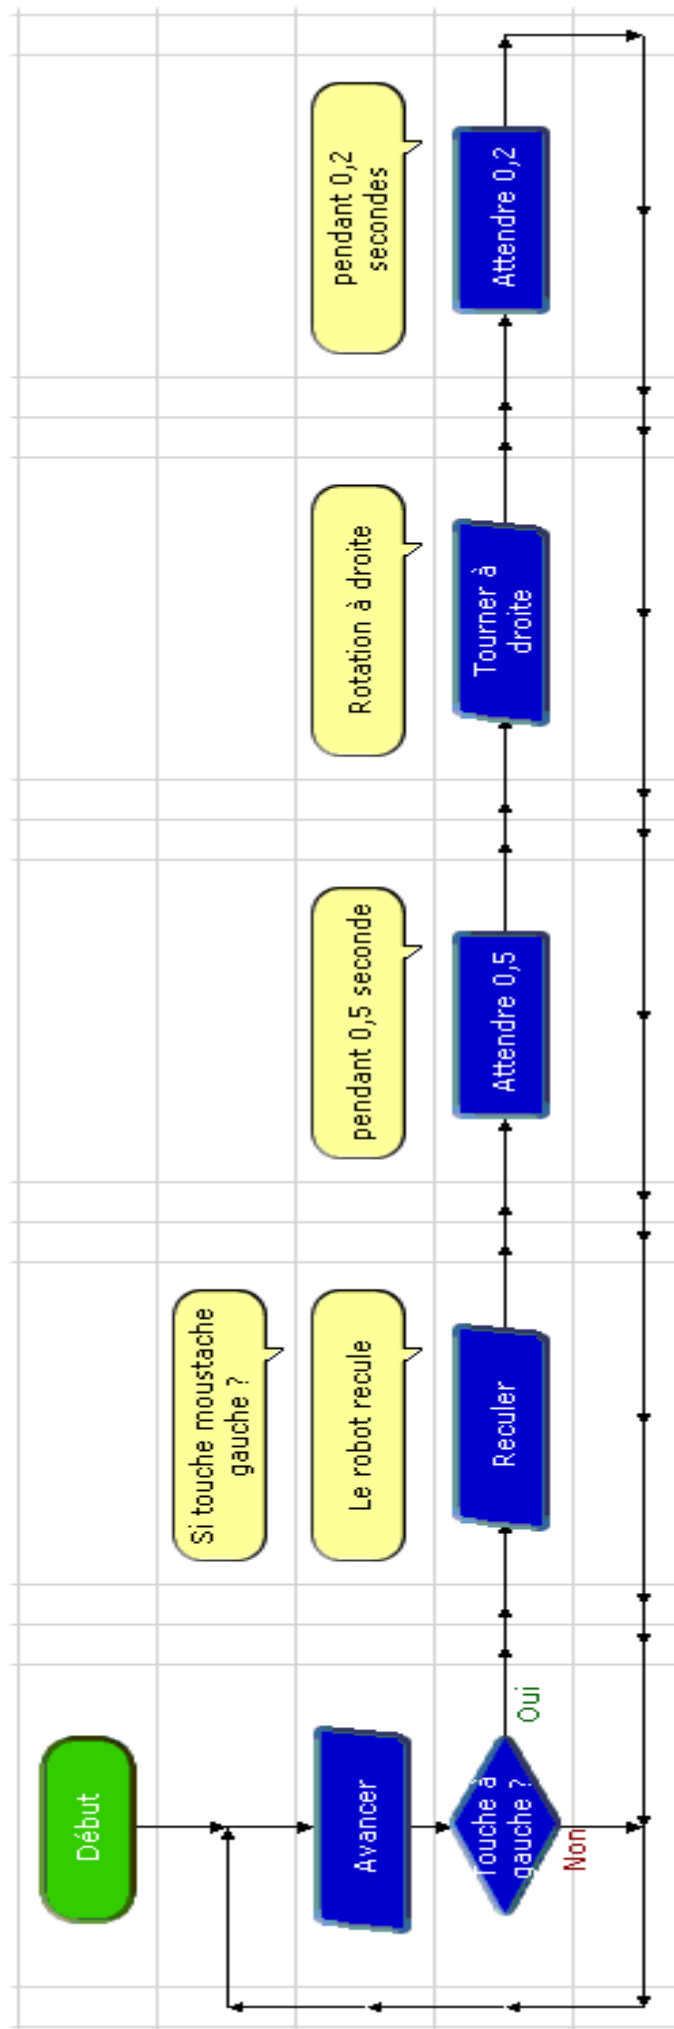 Début
Avancer
Touche à
gauche ?
Oui
Non
Si touche moustache
gauche ?
Le robot recule
Reculer
pendant 0,5 seconde
Attendre 0,5
Rotation à droite
Tourner à
droite
pendant 0,2
secondes
Attendre 0,2